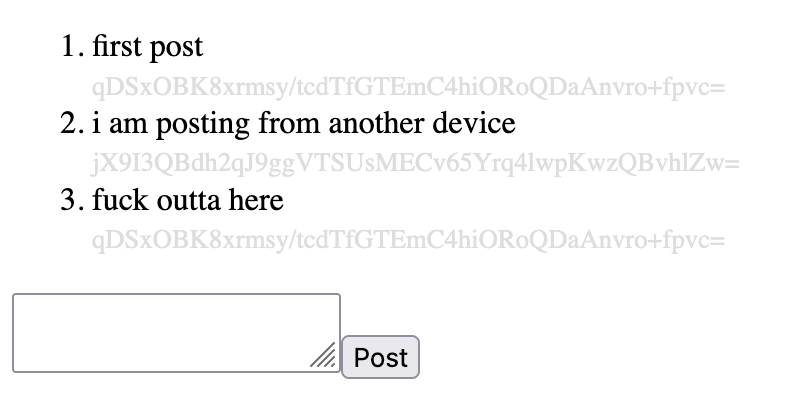 1. first post
qDSxOBK8xrmsy/tcdTfGTEmC4hiORoQDaAnvro+fpvc=
2. i am posting from another device
jX9I3QBdh2qJ9ggVTSUsMECv65Yrq4lwpKwzQBvhlZw=
3. fuck outta here
qDSxOBK8xrmsy/tcdTfGTEmC4hiORoQDaAnvro+fpvc=
Post